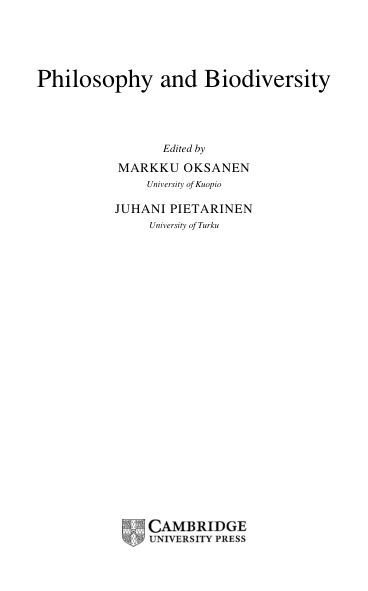 Philosophy and Biodiversity
Edited by
MARKKU OKSANEN
University of Kuopio
JUHANI PIETARINEN
University of Turku
CAMBRIDGE
UNIVERSITY PRESS